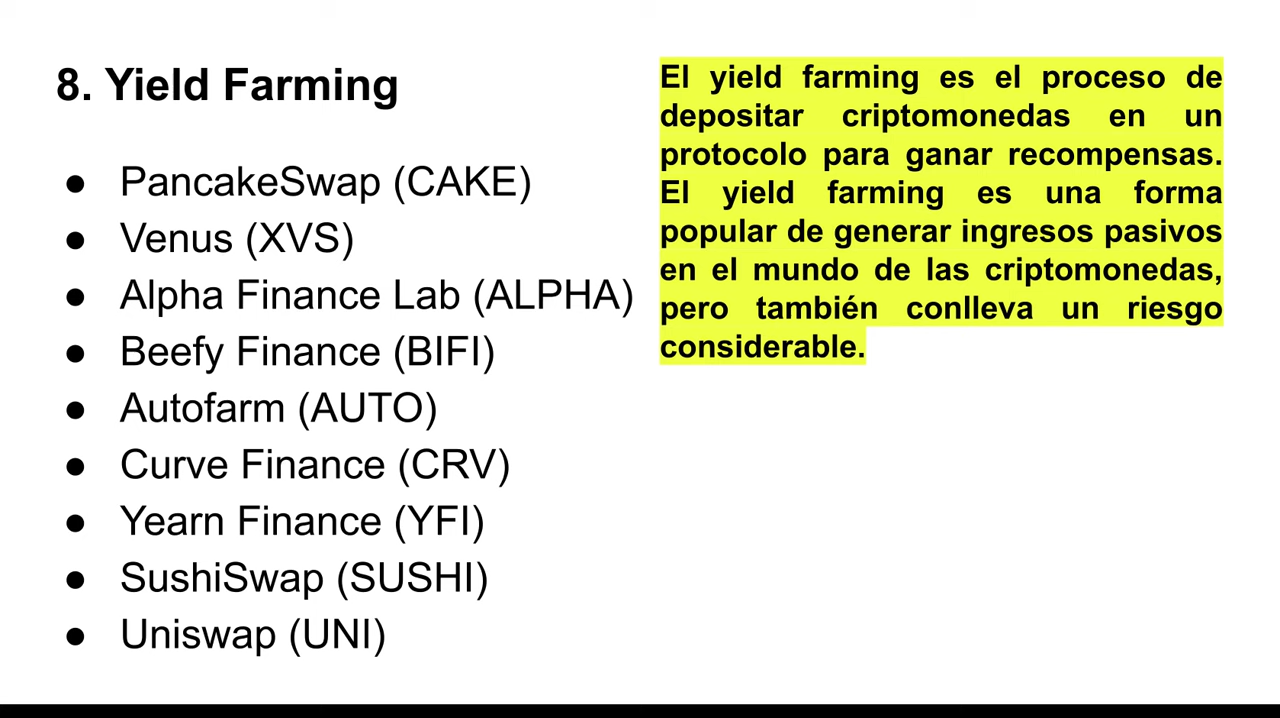 8. Yield Farming
● PancakeSwap (CAKE)
● Venus (XVS)
● Alpha Finance Lab (ALPHA)
● Beefy Finance (BIFI)
● Autofarm (AUTO)
● Curve Finance (CRV)
● Yearn Finance (YFI)
● SushiSwap (SUSHI)
● Uniswap (UNI)
El yield farming es el proceso de
depositar criptomonedas en un
protocolo para ganar recompensas.
El yield farming es una forma
popular de generar ingresos pasivos
en el mundo de las criptomonedas,
pero también conlleva un riesgo
considerable.